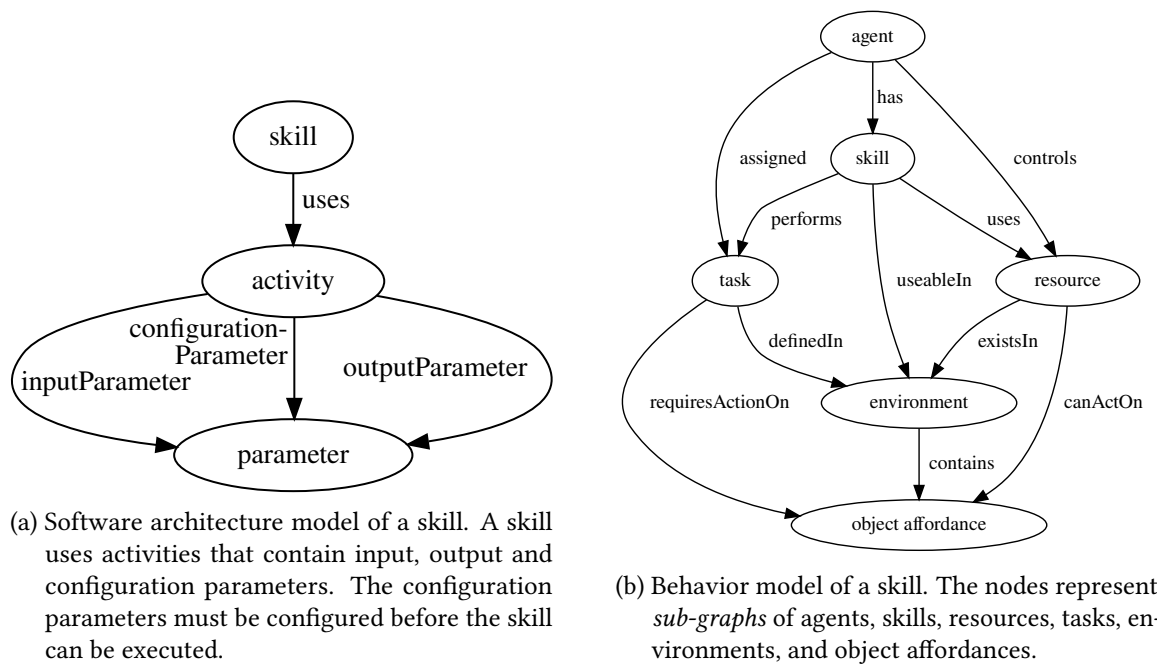 skill
uses
activity
configuration-
Parameter
inputParameter
outputParameter
parameter
(a) Software architecture model of a skill. A skill
uses activities that contain input, output and
configuration parameters. The configuration
parameters must be configured before the skill
can be executed.
agent
has
assigned
skill
controls
performs
uses
task
useableIn
resource
definedIn
existsIn
requiresActionOn
environment
canActOn
contains
object affordance
(b) Behavior model of a skill. The nodes represent
sub-graphs of agents, skills, resources, tasks, en-
vironments, and object affordances.